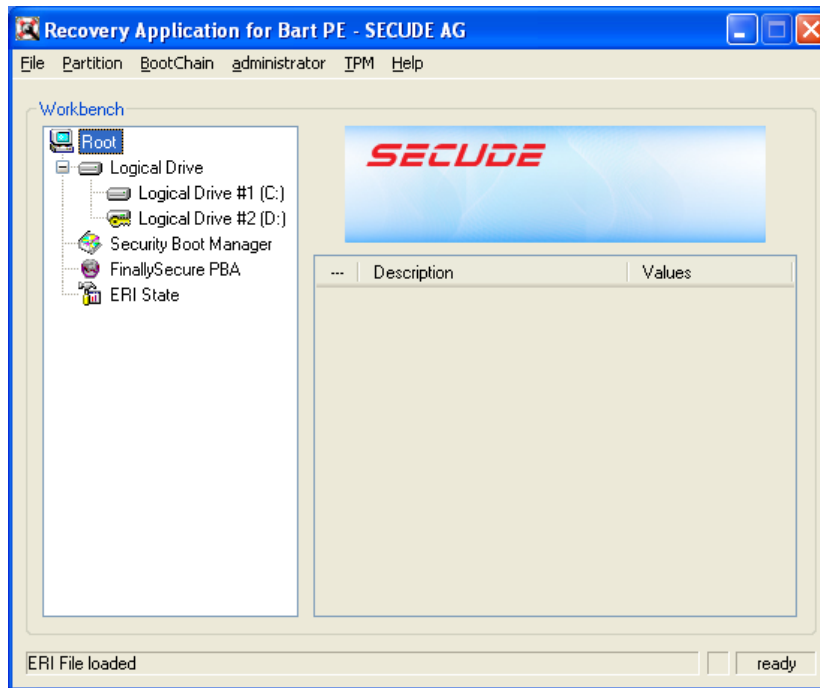 Recovery Application for Bart PE - SECUDE AG
File Partition BootChain administrator TPM Help
Workbench
Root
Logical Drive
Logical Drive #1 (C:)
Logical Drive #2 (D:)
Security Boot Manager
FinallySecure PBA
ERI State
SECUDE
--- Description Values
ERI File loaded
ready